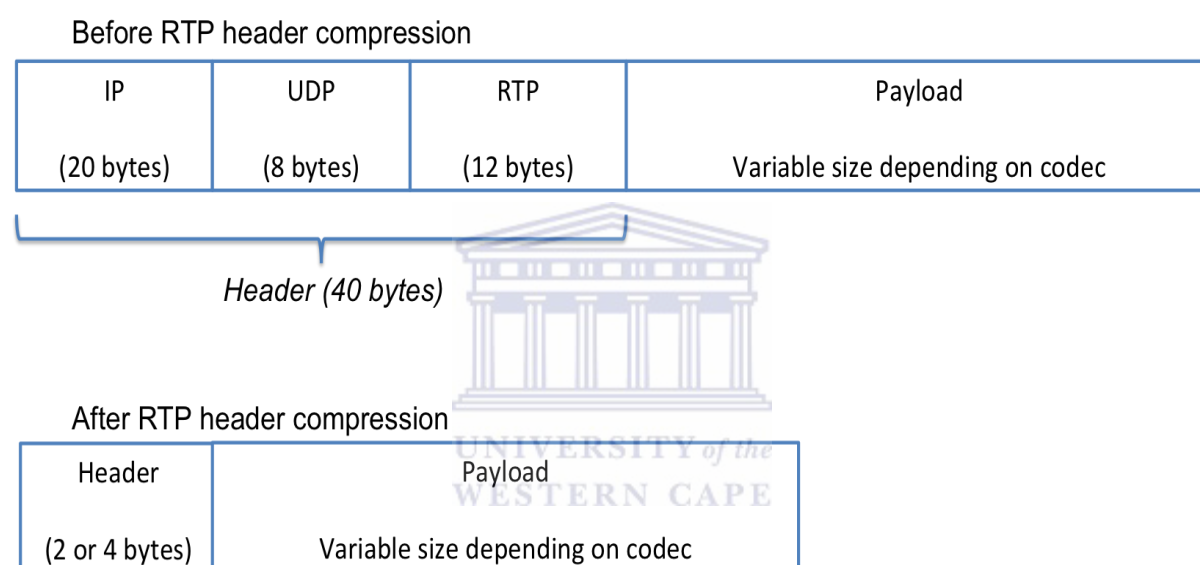 Before RTP header compression
IP UDP RTP Payload
(20 bytes) (8 bytes) (12 bytes) Variable size depending on codec
Header (40 bytes)
After RTP header compression
UNIVERSITY of the
Header Payload
WESTERN CAPE
(2 or 4 bytes) Variable size depending on codec